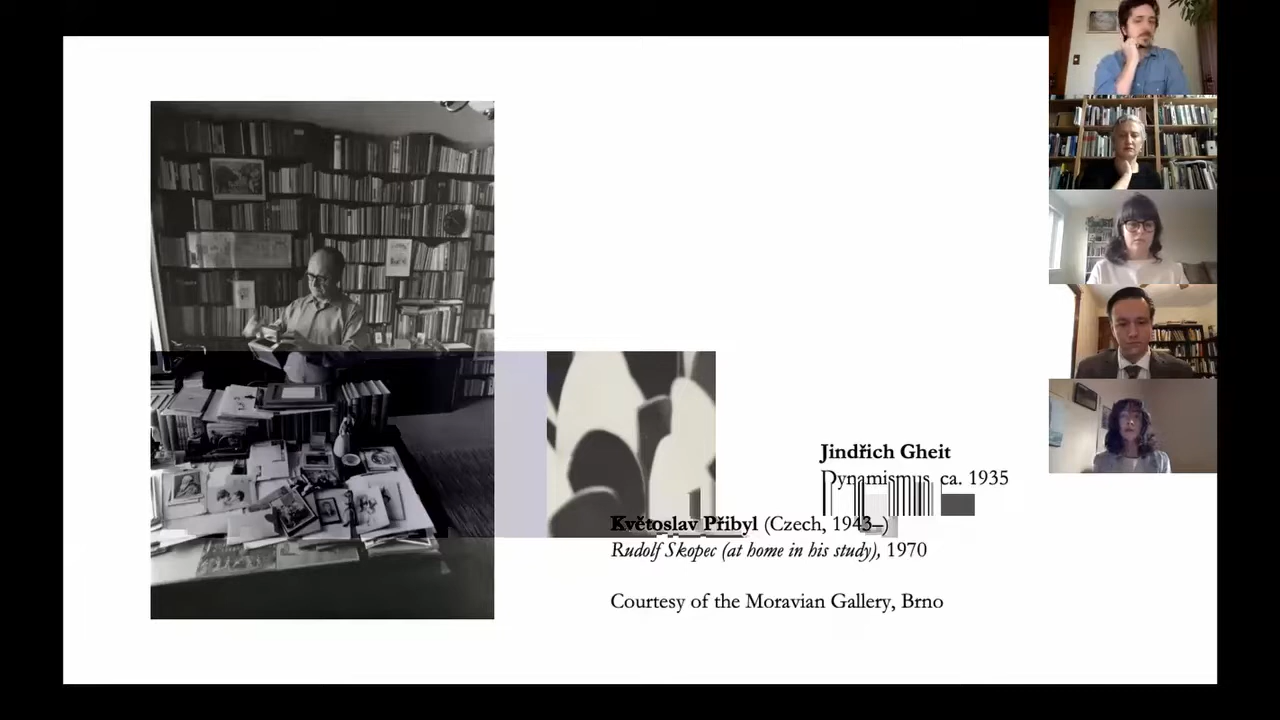 Jindřich Gheit
Dynamismus, ca. 1935
Květoslav Přibyl (Czech, 1943–)
Rudolf Skopec (at home in his study), 1970
Courtesy of the Moravian Gallery, Brno